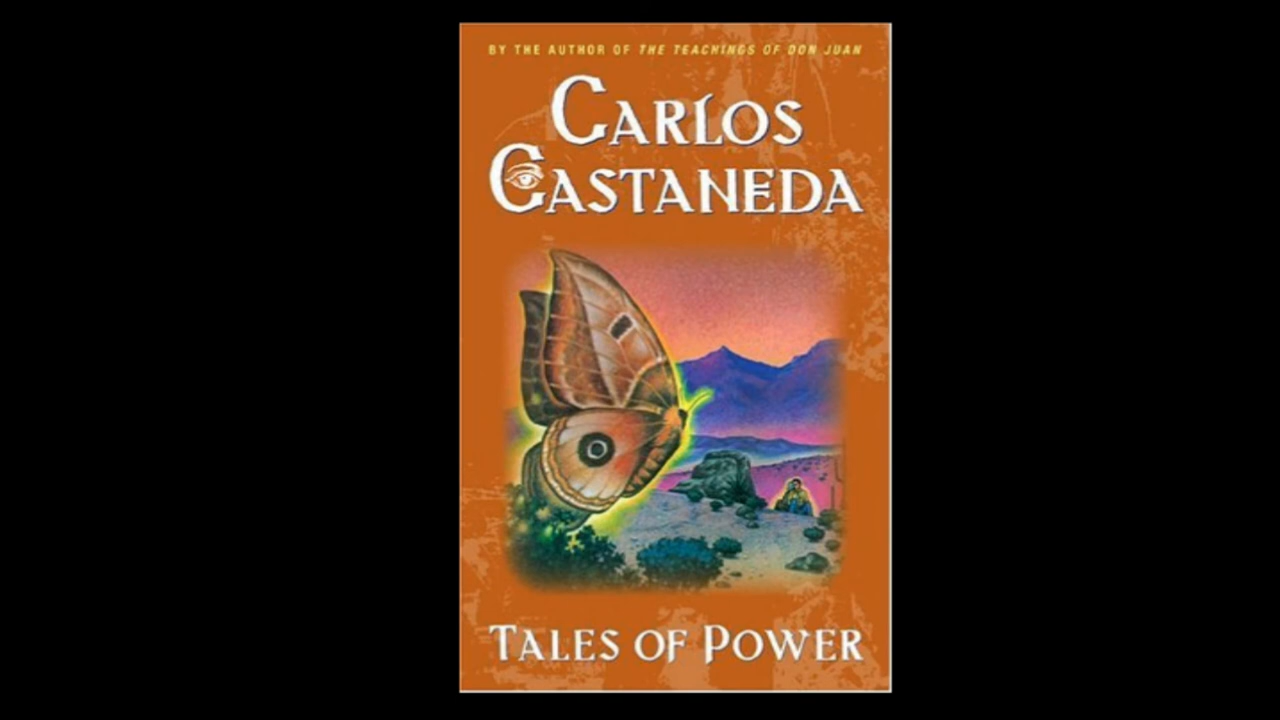 BY THE AUTHOR OF THE TEACHINGS OF DON JUAN
CARLOS
CASTANEDA
TALES OF POWER